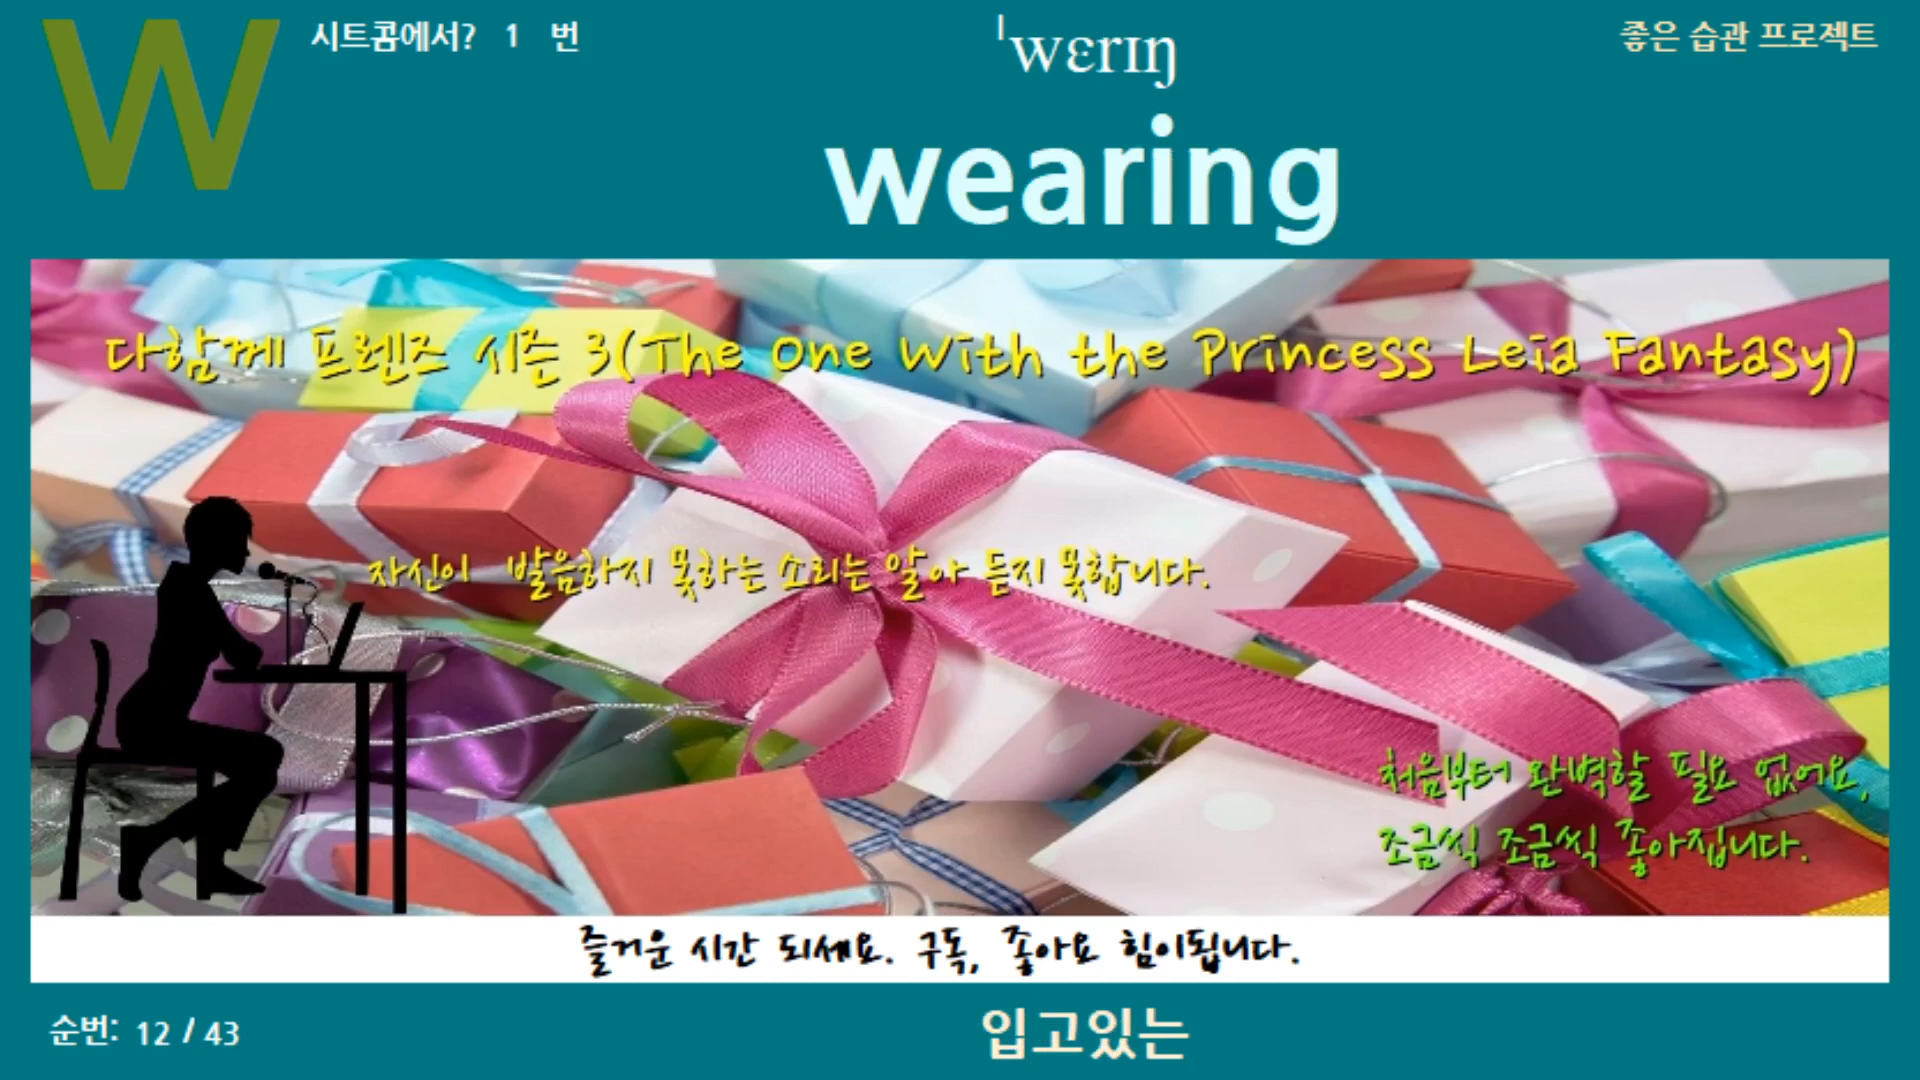 W
시트콤에서? 1 번
ˈwɛrɪŋ
좋은 습관 프로젝트
wearing
다함께 프렌즈 시즌 3(The One With the Princess Leia Fantasy)
자신이 발음하지 못하는 소리는 알아 듣지 못합니다.
처음부터 완벽할 필요 없어요,
조금씩 조금씩 좋아집니다.
즐거운 시간 되세요. 구독, 좋아요 힘이됩니다.
순번: 12 / 43
입고있는